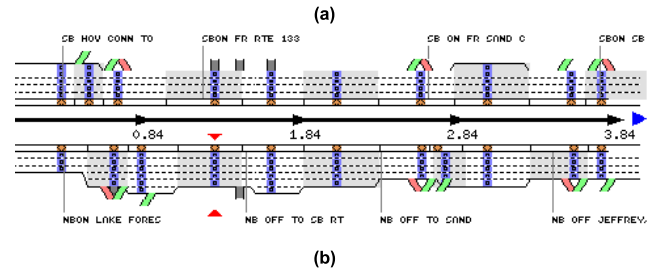 (a)
SB HOV CONN TO
SBON FR RTE 133
SB ON FR SAND C
SBON SB
0.84
1.84
2.84
3.84
NBON LAKE FORES
NB OFF TO SB RT
NB OFF TO SAND
NB OFF JEFFREY
(b)